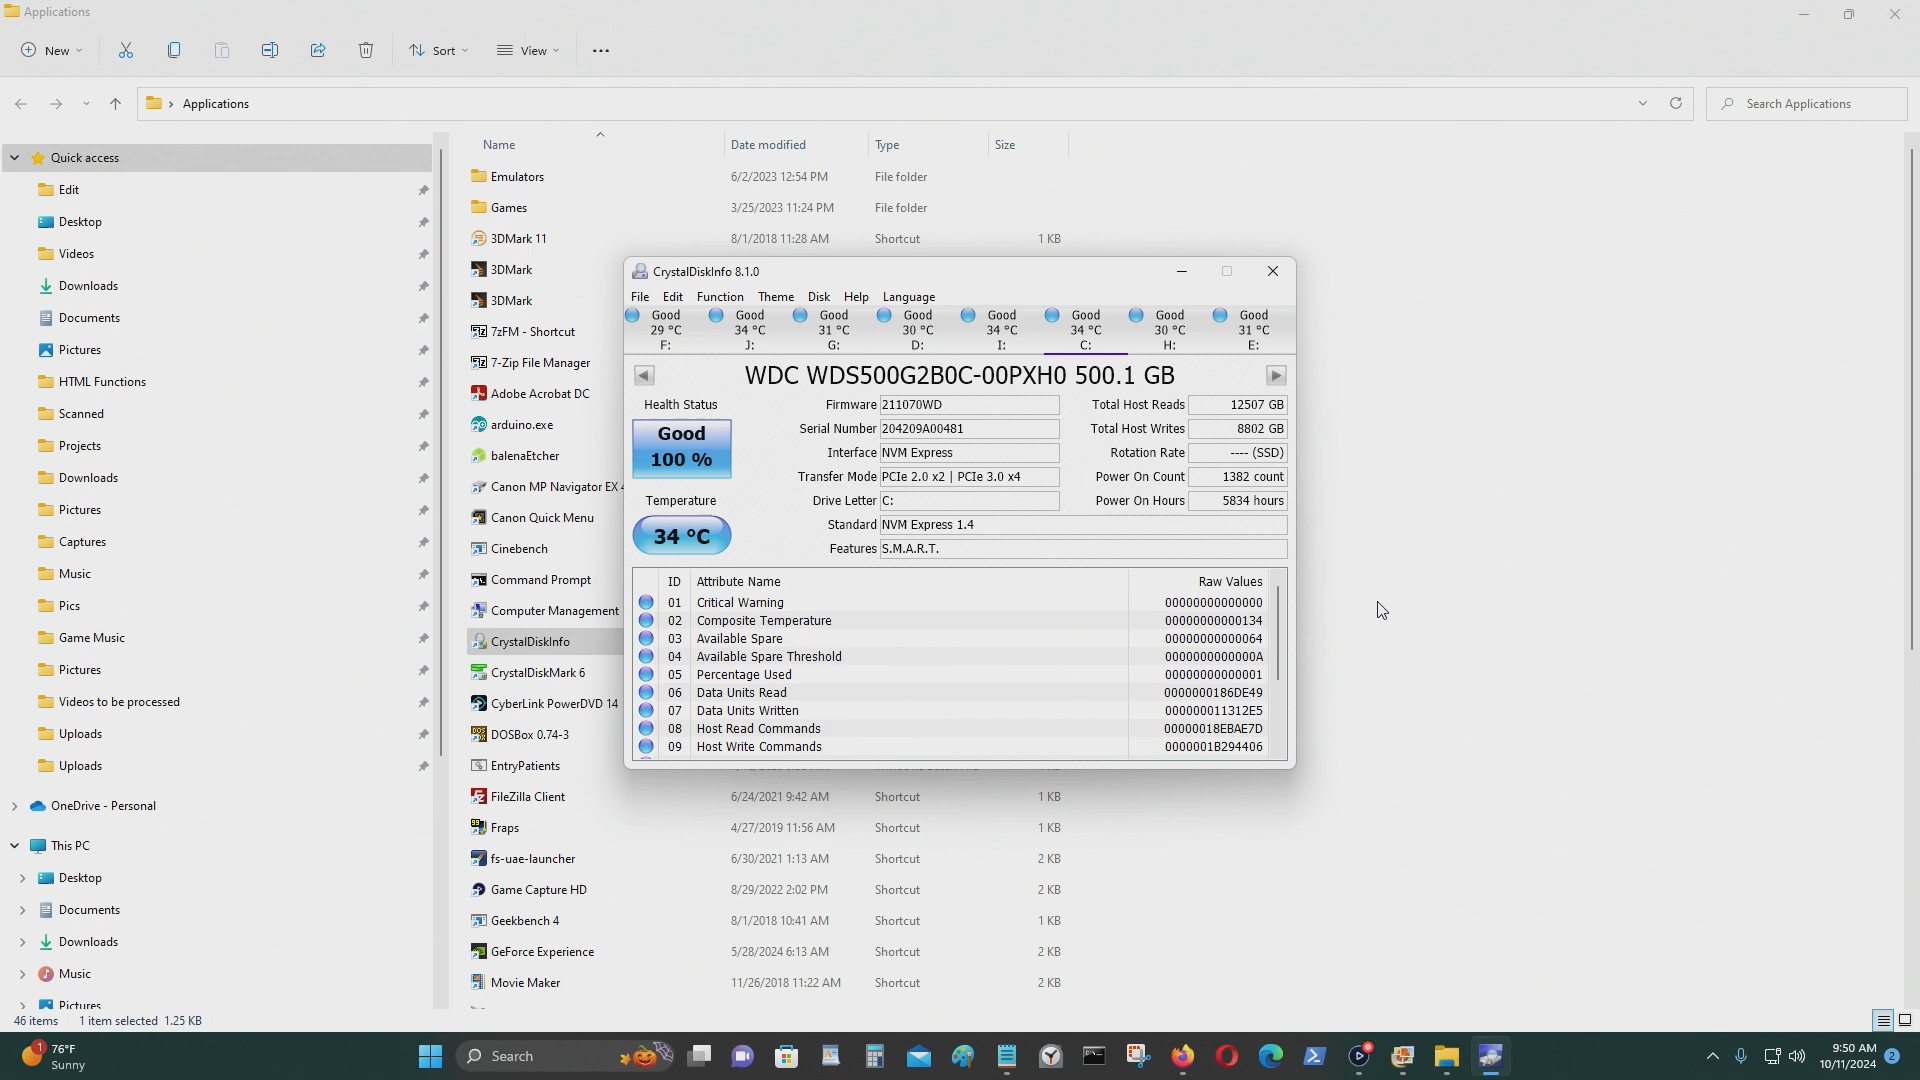 Applications
New
Sort
View
Applications
Search Applications
Quick access
Edit
Desktop
Videos
Downloads
Documents
Pictures
HTML Functions
Scanned
Projects
Downloads
Pictures
Captures
Music
Pics
Game Music
Pictures
Videos to be processed
Uploads
Uploads
OneDrive - Personal
This PC
Desktop
Documents
Downloads
Music
Pictures
Name Date modified Type Size
Emulators 6/2/2023 12:54 PM File folder
Games 3/25/2023 11:24 PM File folder
3DMark 11 8/1/2018 11:28 AM Shortcut 1 KB
3DMark
3DMark
7zFM - Shortcut
7-Zip File Manager
Adobe Acrobat DC
arduino.exe
balenaEtcher
Canon MP Navigator EX
Canon Quick Menu
Cinebench
Command Prompt
Computer Management
CrystalDiskInfo
CrystalDiskMark 6
CyberLink PowerDVD 14
DOSBox 0.74-3
EntryPatients
FileZilla Client 6/24/2021 9:42 AM Shortcut 1 KB
Fraps 4/27/2019 11:56 AM Shortcut 1 KB
fs-uae-launcher 6/30/2021 1:13 AM Shortcut 2 KB
Game Capture HD 8/29/2022 2:02 PM Shortcut 2 KB
Geekbench 4 8/1/2018 10:41 AM Shortcut 1 KB
GeForce Experience 5/28/2024 6:13 AM Shortcut 2 KB
Movie Maker 11/26/2018 11:22 AM Shortcut 2 KB
CrystalDiskInfo 8.1.0
File Edit Function Theme Disk Help Language
Good Good Good Good Good Good Good Good
29 °C 34 °C 31 °C 30 °C 34 °C 34 °C 30 °C 31 °C
F: J: G: D: I: C: H: E:
WDC WDS500G2B0C-00PXH0 500.1 GB
Health Status
Good
100 %
Temperature
34 °C
Firmware 211070WD
Serial Number 204209A00481
Interface NVM Express
Transfer Mode PCIe 2.0 x2 | PCIe 3.0 x4
Drive Letter C:
Standard NVM Express 1.4
Features S.M.A.R.T.
Total Host Reads 12507 GB
Total Host Writes 8802 GB
Rotation Rate ---- (SSD)
Power On Count 1382 count
Power On Hours 5834 hours
ID Attribute Name Raw Values
01 Critical Warning 00000000000000
02 Composite Temperature 00000000000134
03 Available Spare 00000000000064
04 Available Spare Threshold 0000000000000A
05 Percentage Used 00000000000001
06 Data Units Read 0000000186DE49
07 Data Units Written 000000011312E5
08 Host Read Commands 00000018EBAE7D
09 Host Write Commands 0000001B294406
46 items 1 item selected 1.25 KB
76°F
Sunny
Search
9:50 AM
10/11/2024
2